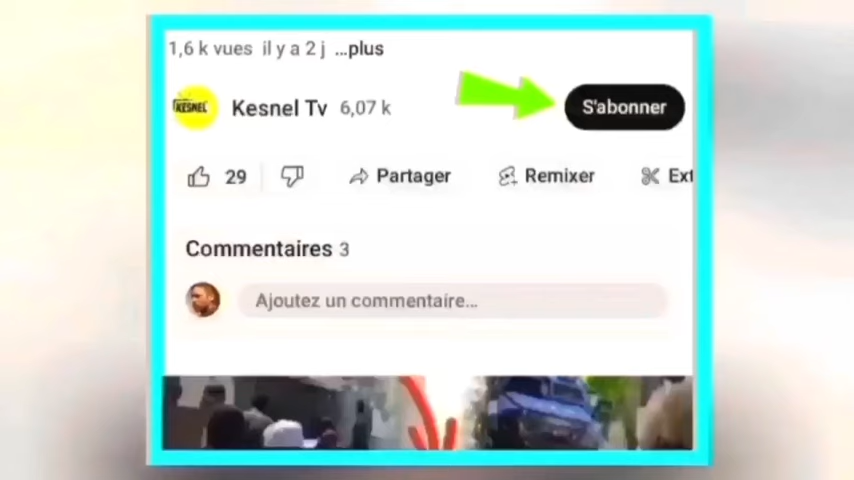 1,6 k vues il y a 2 j ...plus
KESNEL
Kesnel Tv 6,07 k
S'abonner
29
Partager
Remixer
Ext
Commentaires 3
Ajoutez un commentaire...